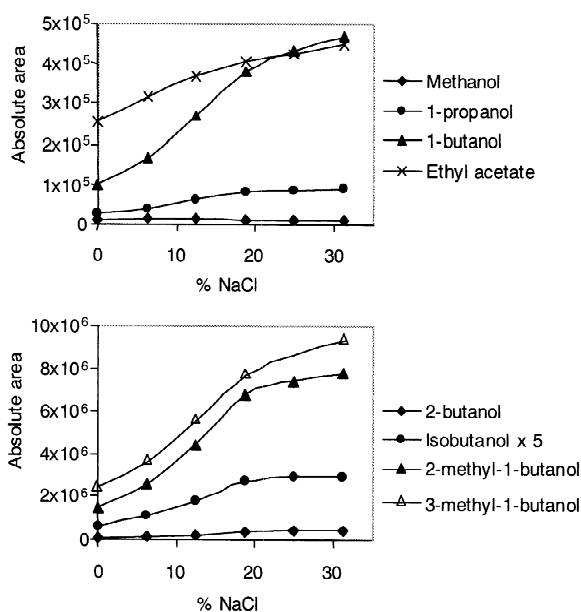 5x10⁵
4x10⁵
3x10⁵
2x10⁵
1x10⁵
0
Absolute area
0 10 20 30
% NaCl
Methanol
1-propanol
1-butanol
Ethyl acetate
10x10⁶
8x10⁶
6x10⁶
4x10⁶
2x10⁶
0
Absolute area
0 10 20 30
% NaCl
2-butanol
Isobutanol x 5
2-methyl-1-butanol
3-methyl-1-butanol